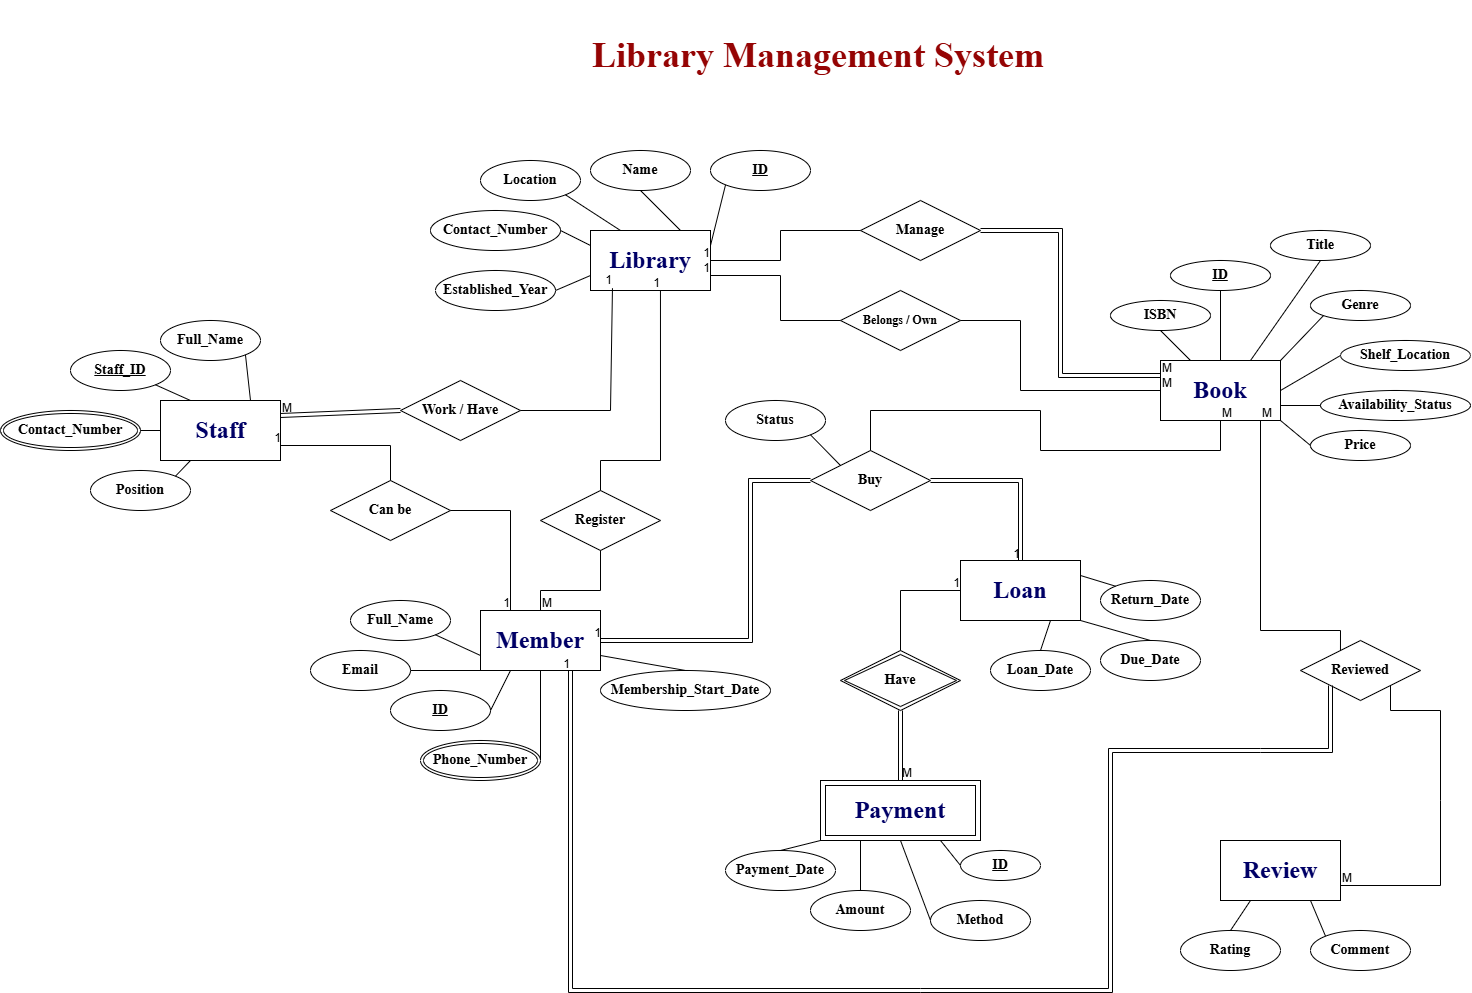 Library Management System
Location
Name
ID
Contact_Number
Established_Year
Library
1
1
1
1
Manage
Belongs / Own
Title
ID
ISBN
Genre
Shelf_Location
Availability_Status
Price
Book
M
M
M
M
Full_Name
Staff_ID
Contact_Number
Position
Staff
M
1
Work / Have
Can be
Register
Status
Buy
1
M
Full_Name
Email
ID
Phone_Number
Membership_Start_Date
Member
1
1
1
1
Loan
Return_Date
Due_Date
Loan_Date
Have
M
Payment
Payment_Date
Amount
Method
ID
Reviewed
Review
M
Rating
Comment